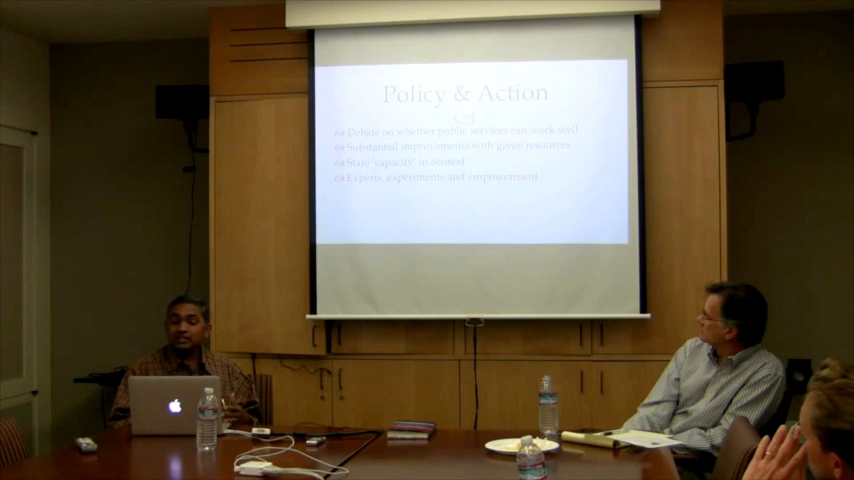 Policy & Action
Debate on whether public services can work well
Substantial improvements with given resources
State 'capacity' in context
Experts, experiments and empowerment